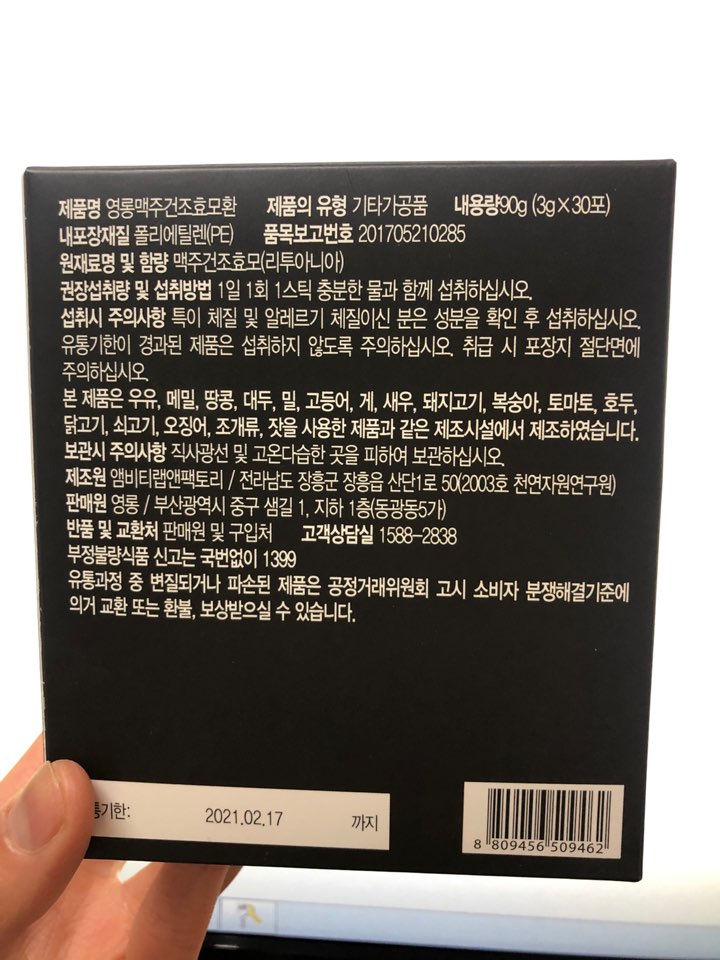 제품명 영롱맥주건조효모환 제품의 유형 기타가공품 내용량90g (3g×30포)
내포장재질 폴리에틸렌(PE) 품목보고번호 201705210285
원재료명 및 함량 맥주건조효모(리투아니아)
권장섭취량 및 섭취방법 1일 1회 1스틱 충분한 물과 함께 섭취하십시오.
섭취시 주의사항 특이 체질 및 알레르기 체질이신 분은 성분을 확인 후 섭취하십시오.
유통기한이 경과된 제품은 섭취하지 않도록 주의하십시오. 취급 시 포장지 절단면에
주의하십시오.
본 제품은 우유, 메밀, 땅콩, 대두, 밀, 고등어, 게, 새우, 돼지고기, 복숭아, 토마토, 호두,
닭고기, 쇠고기, 오징어, 조개류, 잣을 사용한 제품과 같은 제조시설에서 제조하였습니다.
보관시 주의사항 직사광선 및 고온다습한 곳을 피하여 보관하십시오.
제조원 앰비티랩앤팩토리 / 전라남도 장흥군 장흥읍 산단1로 50(2003호 천연자원연구원)
판매원 영롱 / 부산광역시 중구 샘길 1, 지하 1층(동광동5가)
반품 및 교환처 판매원 및 구입처 고객상담실 1588-2838
부정불량식품 신고는 국번없이 1399
유통과정 중 변질되거나 파손된 제품은 공정거래위원회 고시 소비자 분쟁해결기준에
의거 교환 또는 환불, 보상받으실 수 있습니다.
통기한: 2021.02.17 까지
8 809456 509462